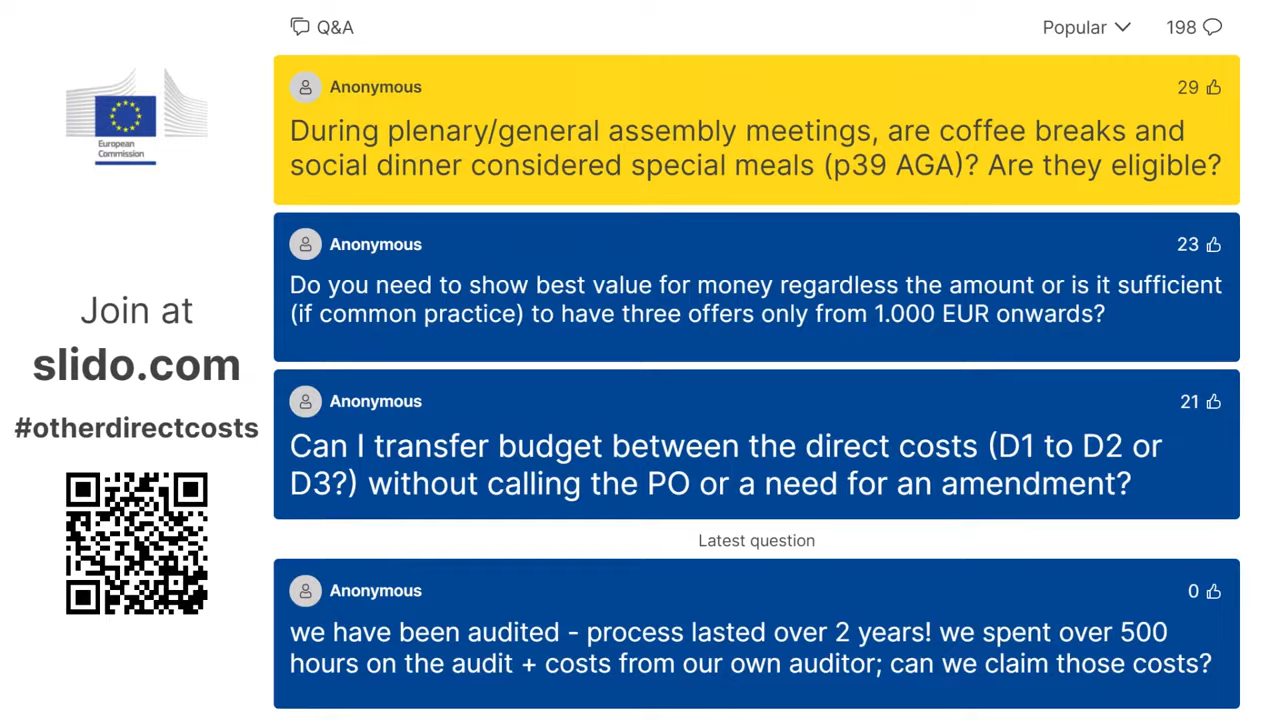 Q&A
Popular
198
European
Commission
Anonymous
29
During plenary/general assembly meetings, are coffee breaks and
social dinner considered special meals (p39 AGA)? Are they eligible?
Anonymous
23
Do you need to show best value for money regardless the amount or is it sufficient
(if common practice) to have three offers only from 1.000 EUR onwards?
Join at
slido.com
#otherdirectcosts
Anonymous
21
Can I transfer budget between the direct costs (D1 to D2 or
D3?) without calling the PO or a need for an amendment?
Latest question
Anonymous
0
we have been audited - process lasted over 2 years! we spent over 500
hours on the audit + costs from our own auditor; can we claim those costs?